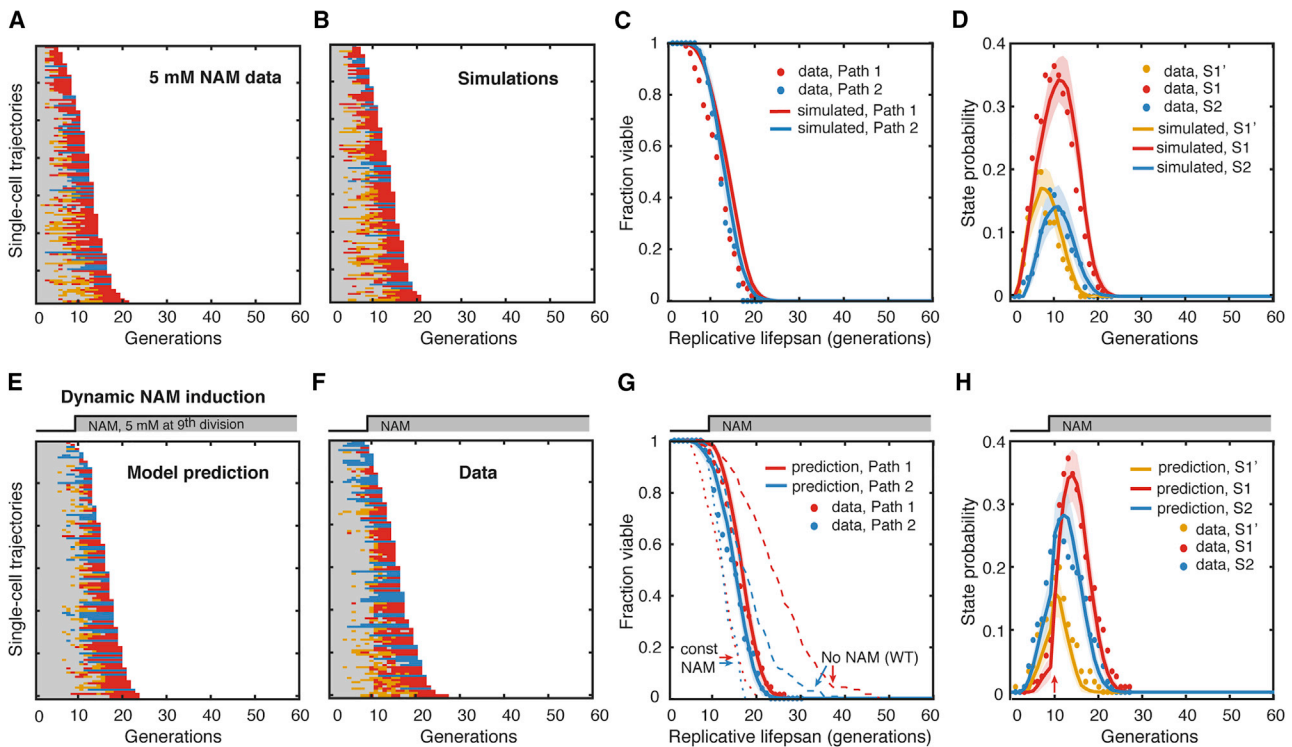 A
5 mM NAM data
Single-cell trajectories
0 10 20 30 40 50 60
Generations
B
Simulations
0 10 20 30 40 50 60
Generations
C
1
0.8
0.6
0.4
0.2
0
Fraction viable
data, Path 1
data, Path 2
simulated, Path 1
simulated, Path 2
0 10 20 30 40 50 60
Replicative lifepsan (generations)
D
0.4
0.3
0.2
0.1
0
State probability
data, S1’
data, S1
data, S2
simulated, S1’
simulated, S1
simulated, S2
0 10 20 30 40 50 60
Generations
E
Dynamic NAM induction
NAM, 5 mM at 9th division
Model prediction
Single-cell trajectories
0 10 20 30 40 50 60
Generations
F
NAM
Data
0 10 20 30 40 50 60
Generations
G
NAM
1
0.8
0.6
0.4
0.2
0
Fraction viable
prediction, Path 1
prediction, Path 2
data, Path 1
data, Path 2
const
NAM
No NAM (WT)
0 10 20 30 40 50 60
Replicative lifepsan (generations)
H
NAM
0.4
0.3
0.2
0.1
0
State probability
prediction, S1’
prediction, S1
prediction, S2
data, S1’
data, S1
data, S2
0 10 20 30 40 50 60
Generations